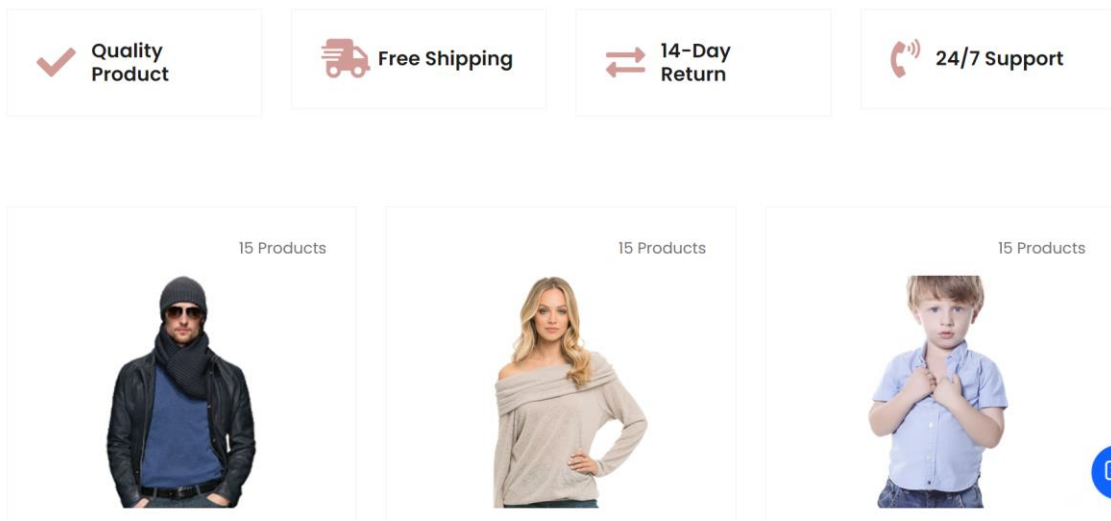 Quality
Product
Free Shipping
14-Day
Return
24/7 Support
15 Products
15 Products
15 Products